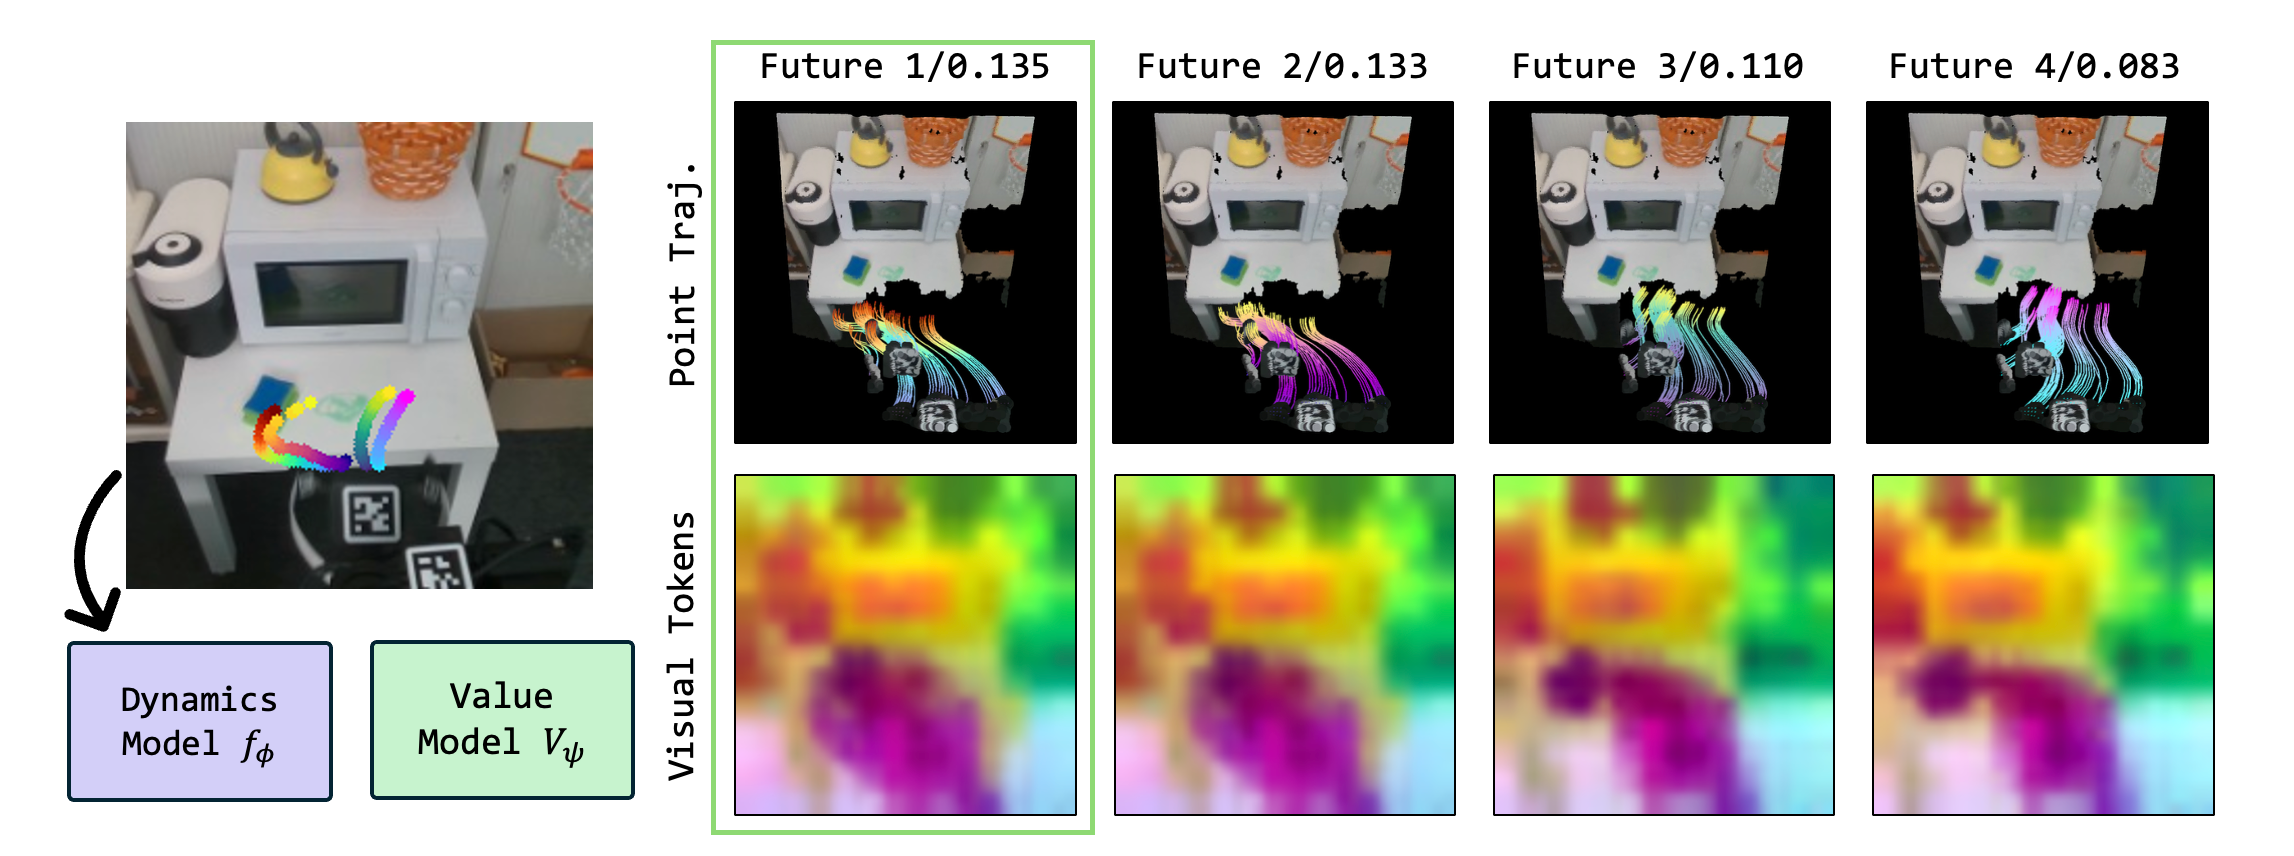 Future 1/0.135
Future 2/0.133
Future 3/0.110
Future 4/0.083
Point Traj.
Visual Tokens
Dynamics
Model fϕ
Value
Model Vψ